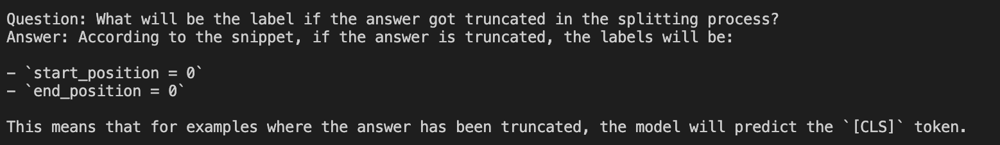 Question: What will be the label if the answer got truncated in the splitting process?
Answer: According to the snippet, if the answer is truncated, the labels will be:
- `start_position = 0`
- `end_position = 0`
This means that for examples where the answer has been truncated, the model will predict the `[CLS]` token.